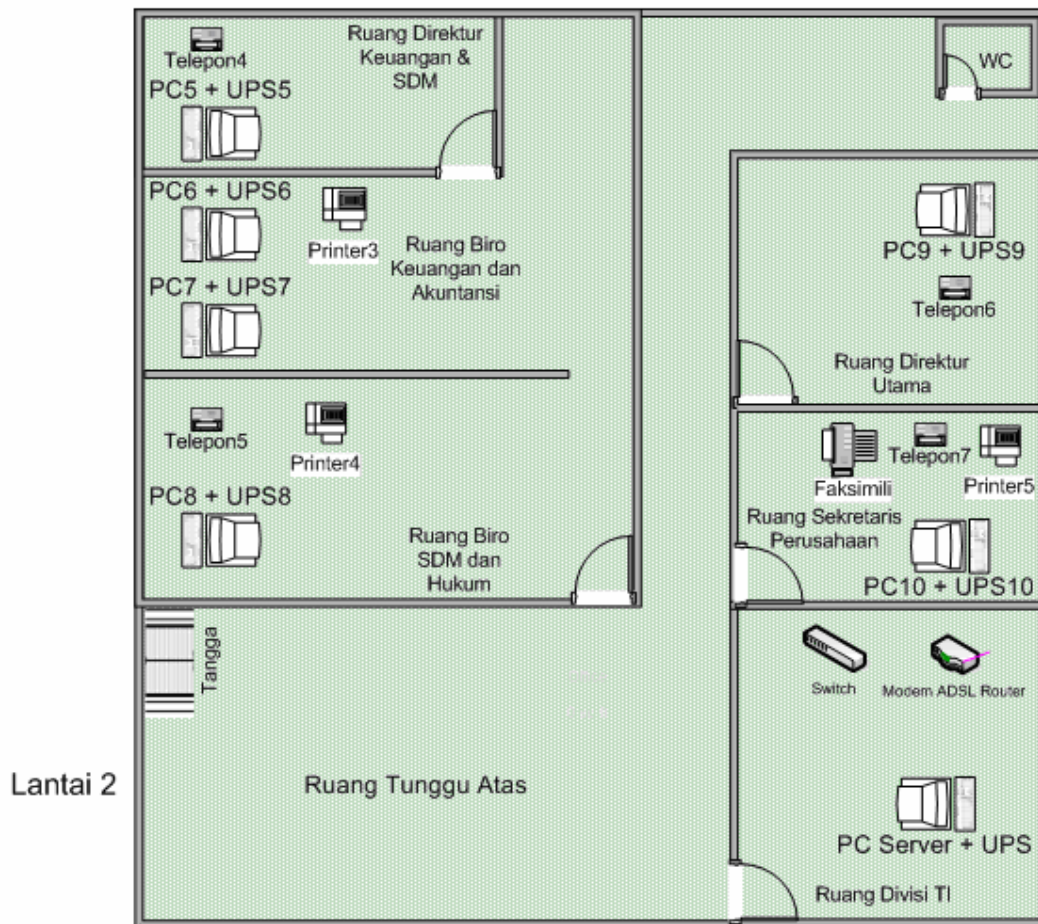 Telepon4
PC5 + UPS5
Ruang Direktur
Keuangan &
SDM
WC
PC6 + UPS6
Printer3
Ruang Biro
Keuangan dan
Akuntansi
PC7 + UPS7
PC9 + UPS9
Telepon6
Ruang Direktur
Utama
Telepon5
Printer4
PC8 + UPS8
Ruang Biro
SDM dan
Hukum
Faksimili
Telepon7
Printer5
Ruang Sekretaris
Perusahaan
PC10 + UPS10
Tangga
Switch
Modem ADSL Router
Lantai 2
Ruang Tunggu Atas
PC Server + UPS
Ruang Divisi TI